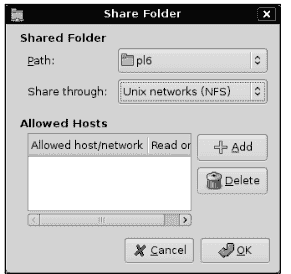 Share Folder
Shared Folder
Path:
pl6
Share through:
Unix networks (NFS)
Allowed Hosts
Allowed host/network
Read or
Add
Delete
Cancel
OK